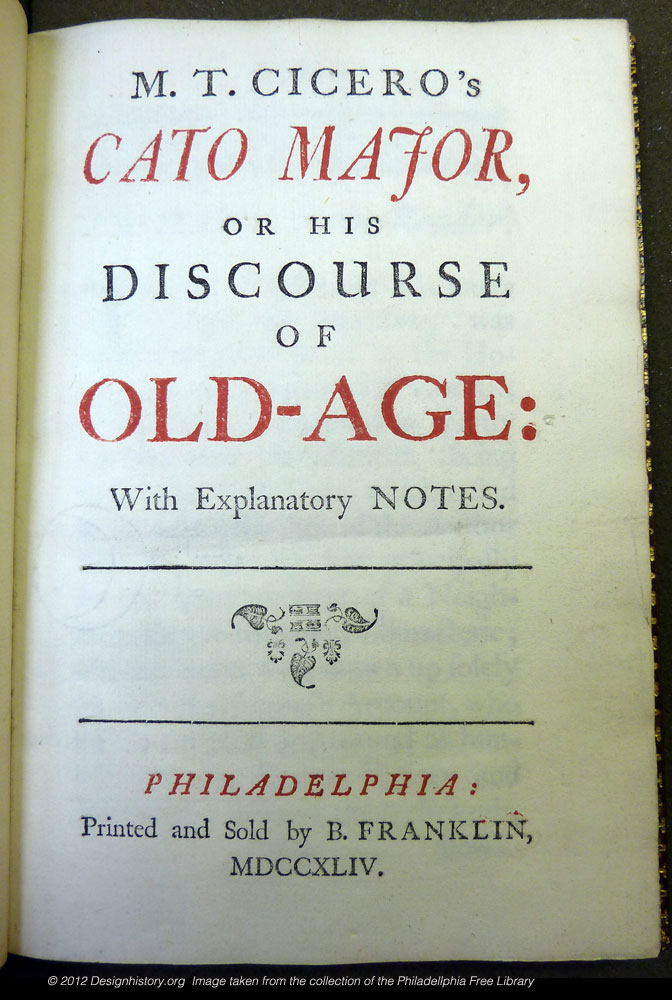 M. T. CICERO's
CATO MAJOR,
OR HIS
DISCOURSE
OF
OLD-AGE:
With Explanatory NOTES.
PHILADELPHIA:
Printed and Sold by B. FRANKLIN,
MDCCXLIV.
© 2012 Designhistory.org Image taken from the collection of the Philadellphia Free Library